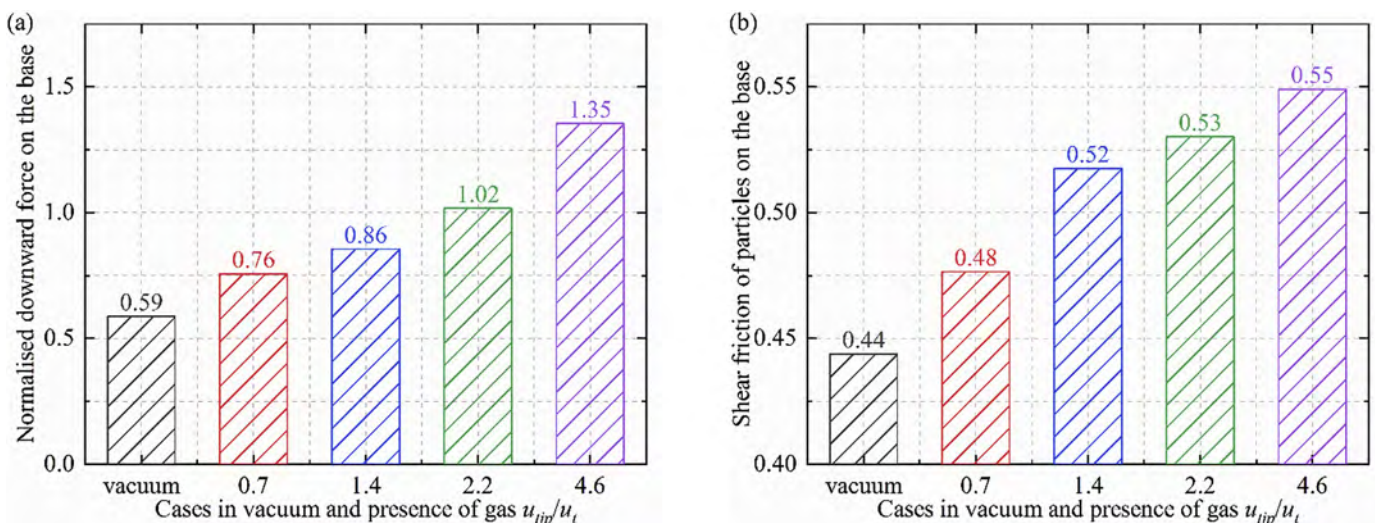 (a)
Normalised downward force on the base
1.5
1.0
0.5
0.0
0.59
0.76
0.86
1.02
1.35
vacuum 0.7 1.4 2.2 4.6
Cases in vacuum and presence of gas u_tip/u_t
(b)
Shear friction of particles on the base
0.55
0.50
0.45
0.40
0.44
0.48
0.52
0.53
0.55
vacuum 0.7 1.4 2.2 4.6
Cases in vacuum and presence of gas u_tip/u_t